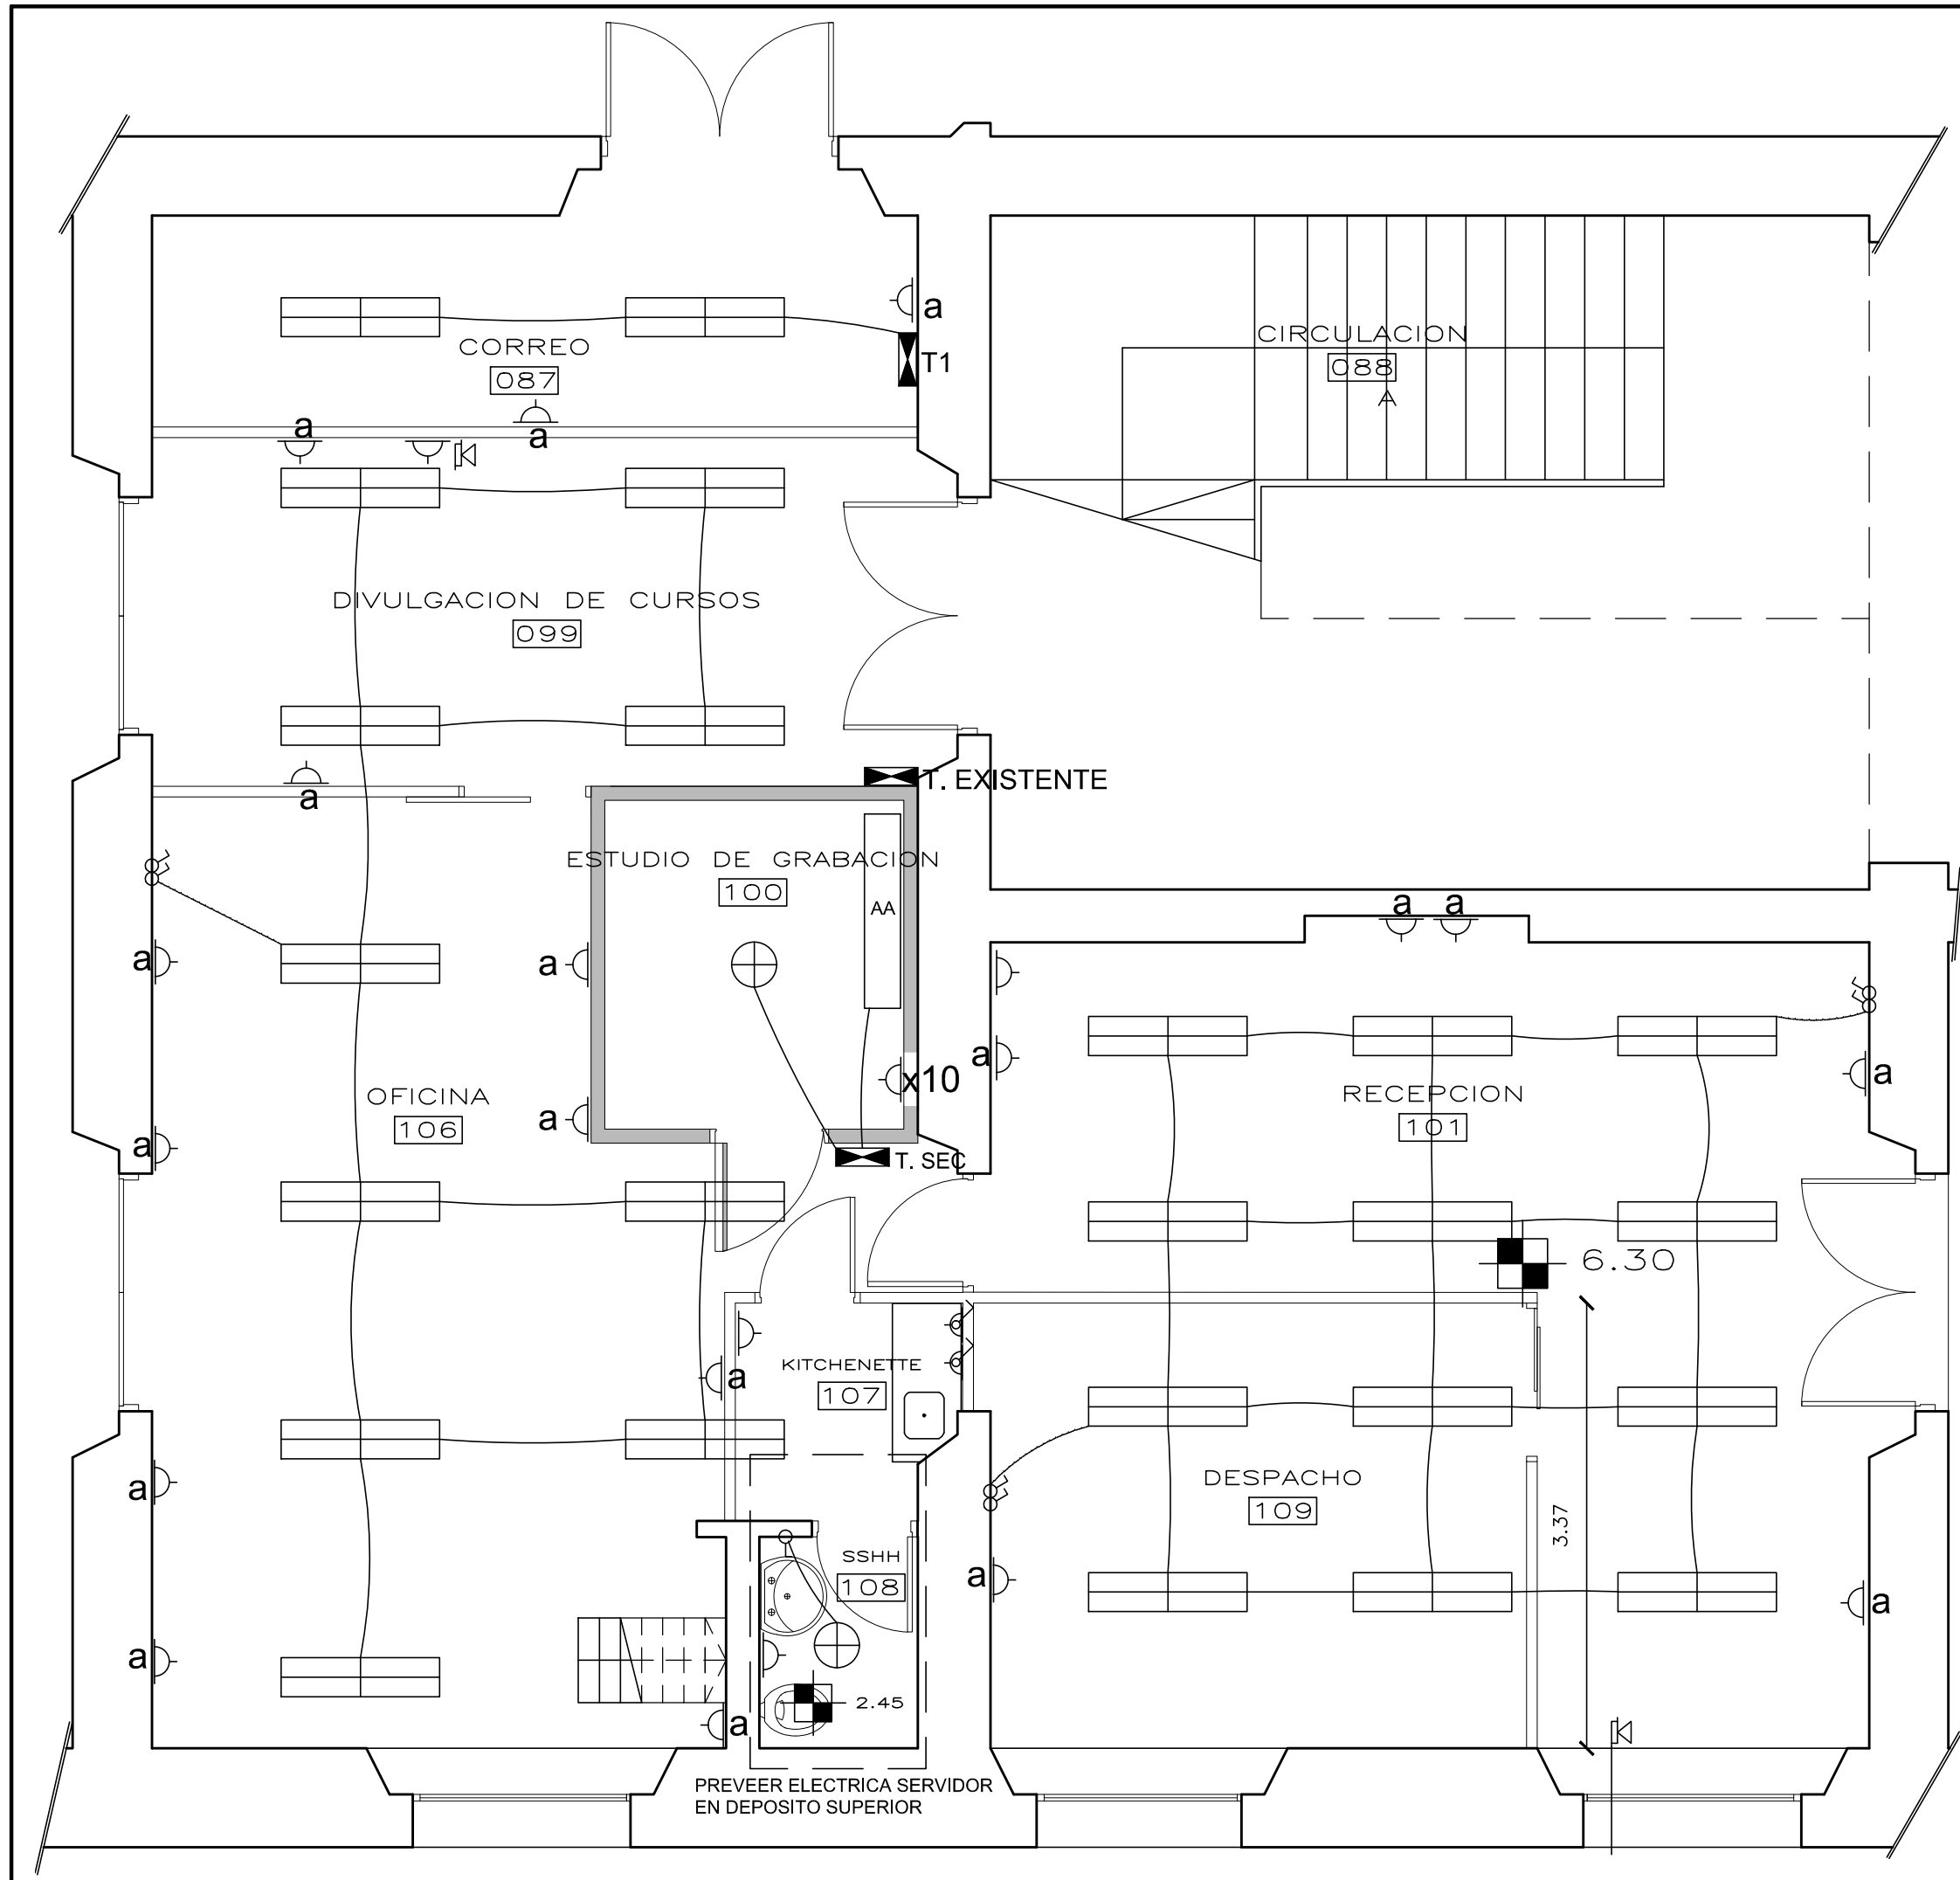 a
CIRCULACION
CORREO
T1
088
087
A
a
a
DIVULGACION DE CURSOS
099
T. EXISTENTE
a
ESTUDIO DE GRABACION
100
AA
a
a
a
a
a
x10
a
a
RECEPCION
OFICINA
101
106
a
a
T. SEC
6.30
KITCHENETTE
107
a
DESPACHO
a
109
3.37
SSHH
108
a
a
a
2.45
a
PREVEER ELECTRICA SERVIDOR
EN DEPOSITO SUPERIOR